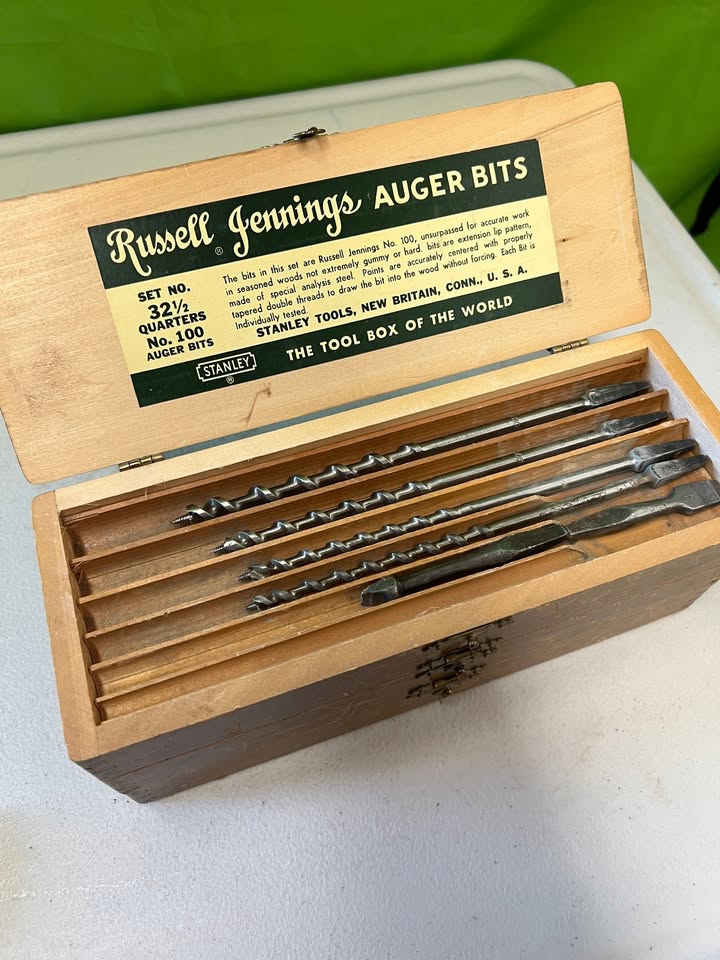 Russell Jennings AUGER BITS
®
SET NO.
32½
QUARTERS
No. 100
AUGER BITS
The bits in this set are Russell Jennings No. 100, unsurpassed for accurate work
in seasoned woods not extremely gummy or hard. bits are extension lip pattern,
made of special analysis steel. Points are accurately centered with properly
tapered double threads to draw the bit into the wood without forcing. Each Bit is
Individually tested.
STANLEY TOOLS, NEW BRITAIN, CONN., U. S. A.
STANLEY
®
THE TOOL BOX OF THE WORLD